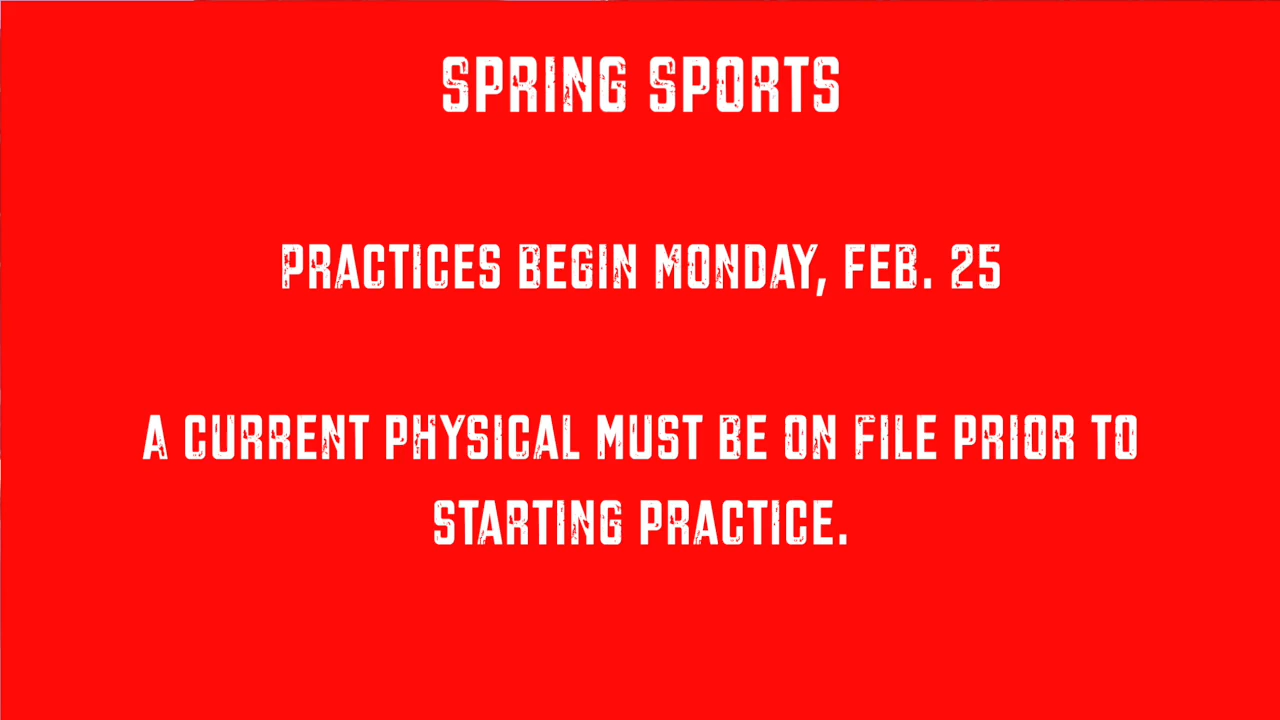 SPRING SPORTS
PRACTICES BEGIN MONDAY, FEB. 25
A CURRENT PHYSICAL MUST BE ON FILE PRIOR TO
STARTING PRACTICE.